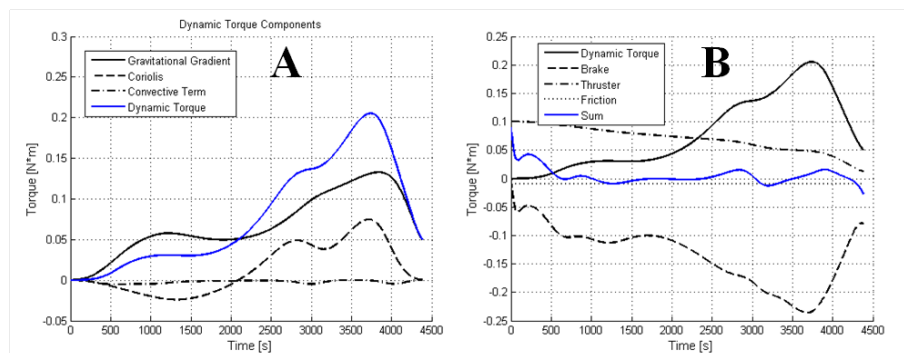 Dynamic Torque Components
A
Gravitational Gradient
Coriolis
Convective Term
Dynamic Torque
Torque [N*m]
0.3
0.25
0.2
0.15
0.1
0.05
0
-0.05
0 500 1000 1500 2000 2500 3000 3500 4000 4500
Time [s]
B
Dynamic Torque
Brake
Thruster
Friction
Sum
Torque [N*m]
0.25
0.2
0.15
0.1
0.05
0
-0.05
-0.1
-0.15
-0.2
-0.25
0 500 1000 1500 2000 2500 3000 3500 4000 4500
Time [s]